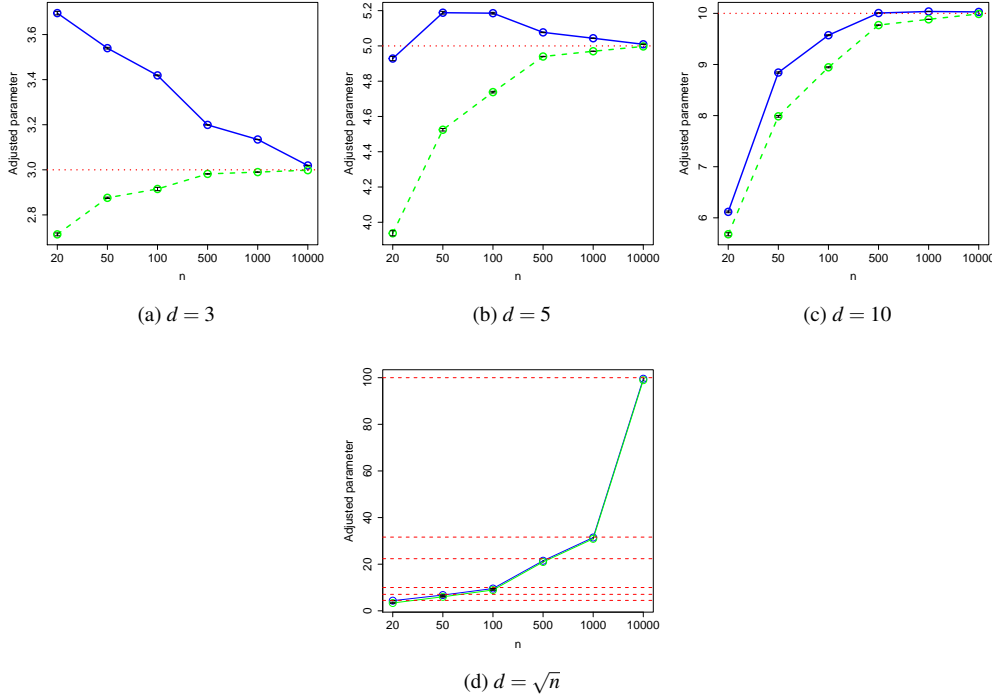 Adjusted parameter
3.6
3.4
3.2
3.0
2.8
20 50 100 500 1000 10000
n
(a) d = 3
Adjusted parameter
5.2
5.0
4.8
4.6
4.4
4.2
4.0
20 50 100 500 1000 10000
n
(b) d = 5
Adjusted parameter
10
9
8
7
6
20 50 100 500 1000 10000
n
(c) d = 10
Adjusted parameter
100
80
60
40
20
0
20 50 100 500 1000 10000
n
(d) d = √n